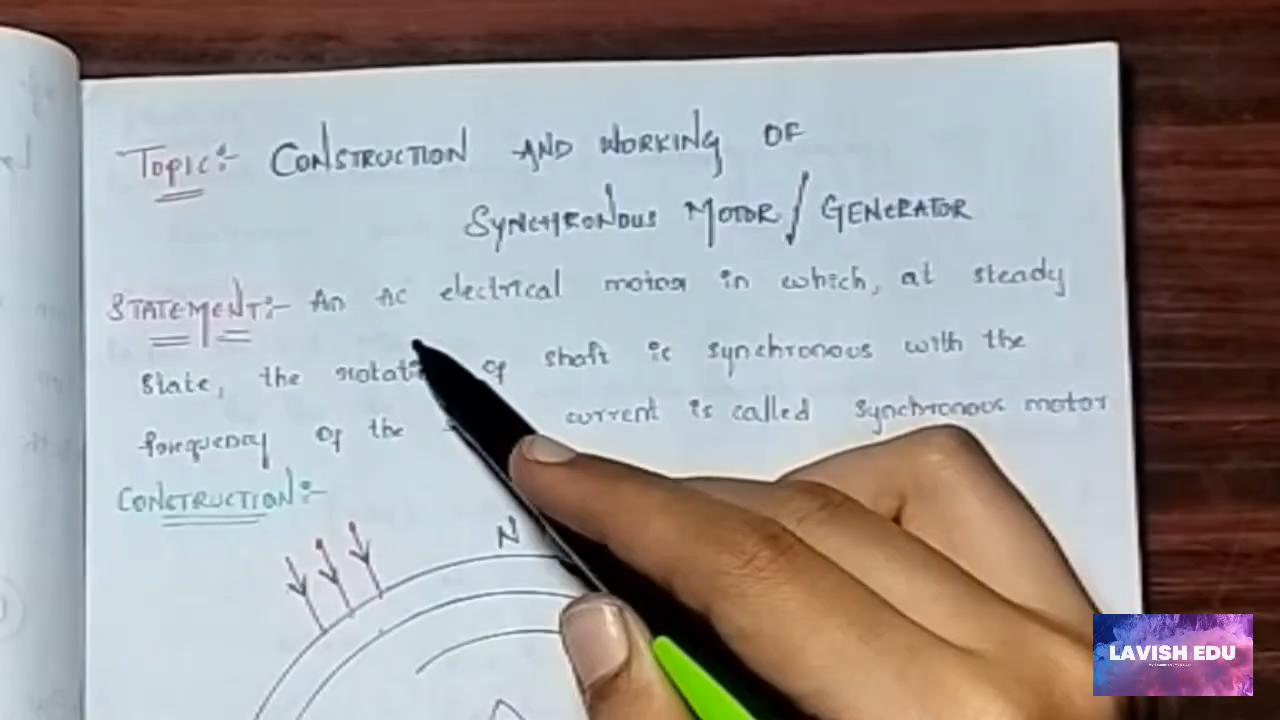 Topic:- CONSTRUCTION AND WORKING OF
SYNCHRONOUS MOTOR/GENERATOR
STATEMENT:- An AC electrical motor in which, at steady
state, the rotati of shaft is synchronous with the
frequency of the current is called synchronous motor
CONSTRUCTION:-
N
LAVISH EDU